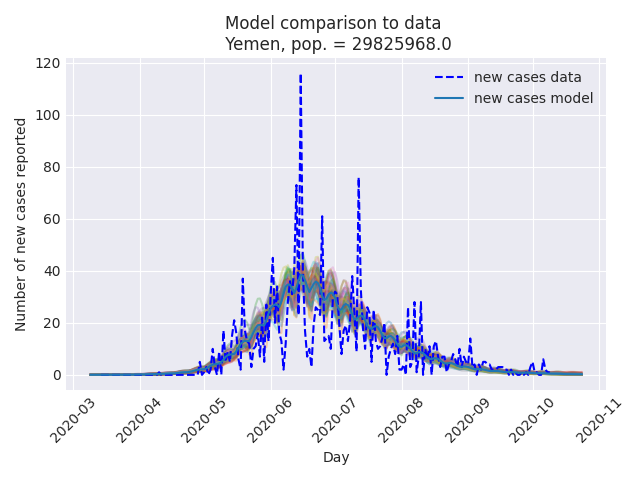 Model comparison to data
Yemen, pop. = 29825968.0
new cases data
new cases model
Number of new cases reported
120
100
80
60
40
20
0
2020-03
2020-04
2020-05
2020-06
2020-07
2020-08
2020-09
2020-10
2020-11
Day